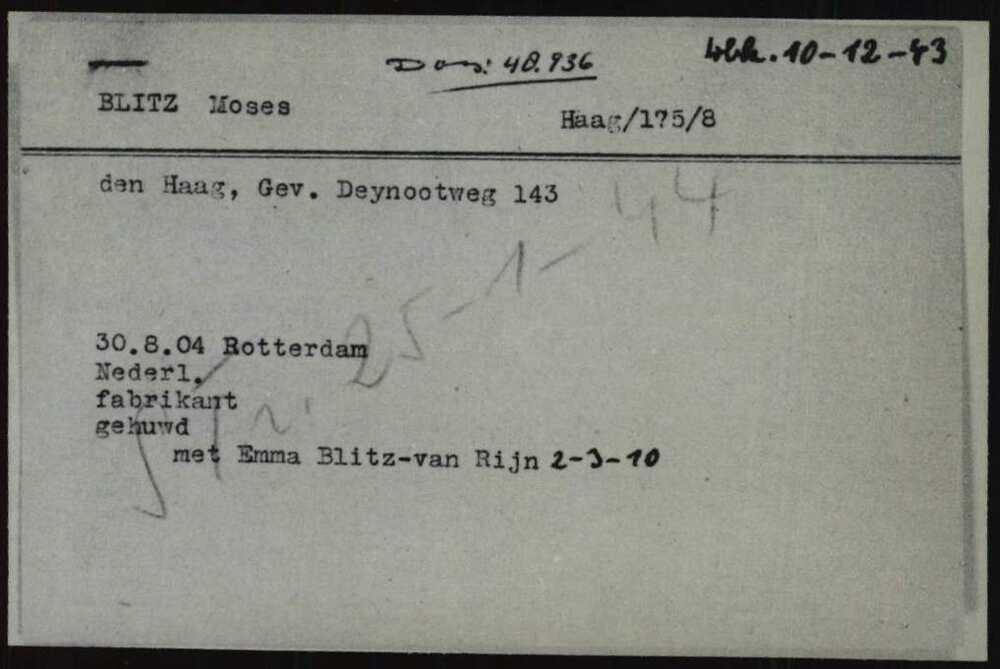 Dos: 48.936
Wbk. 10-12-43
BLITZ Moses
Haag/175/8
den Haag, Gev. Deynootweg 143
25-1-44
30.8.04 Rotterdam
Nederl.
fabrikant
gehuwd
met Emma Blitz-van Rijn 2-3-10